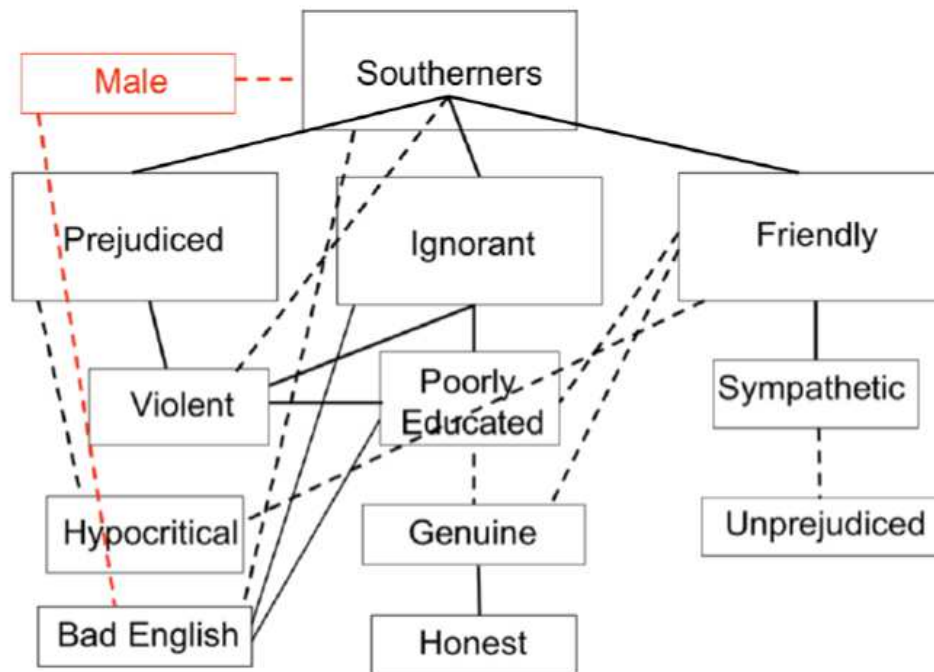 Southerners
Male
Prejudiced
Ignorant
Friendly
Violent
Poorly
Educated
Sympathetic
Hypocritical
Genuine
Unprejudiced
Bad English
Honest